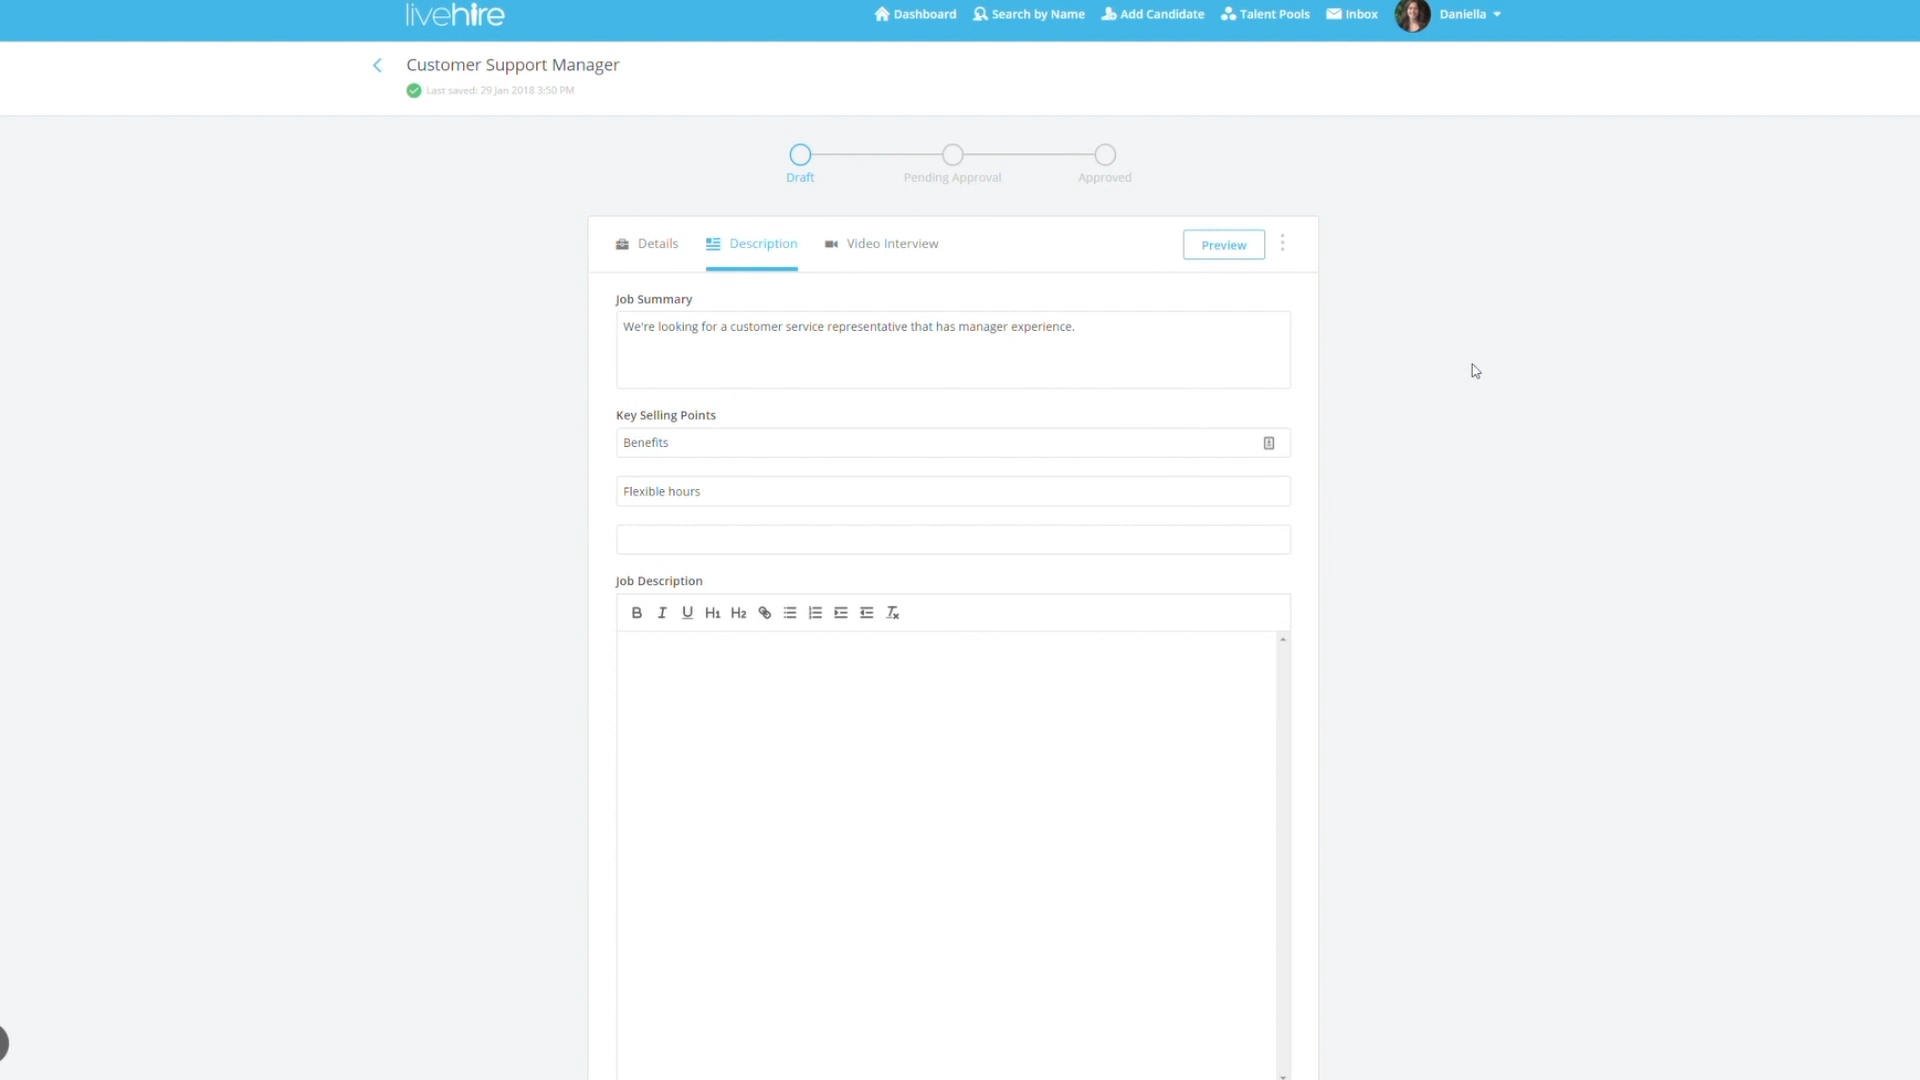 livehire
Dashboard Search by Name Add Candidate Talent Pools Inbox Daniella
Customer Support Manager
Last saved: 29 Jan 2018 3:50 PM
Draft Pending Approval Approved
Details Description Video Interview Preview
Job Summary
We're looking for a customer service representative that has manager experience.
Key Selling Points
Benefits
Flexible hours
Job Description
B I U H1 H2